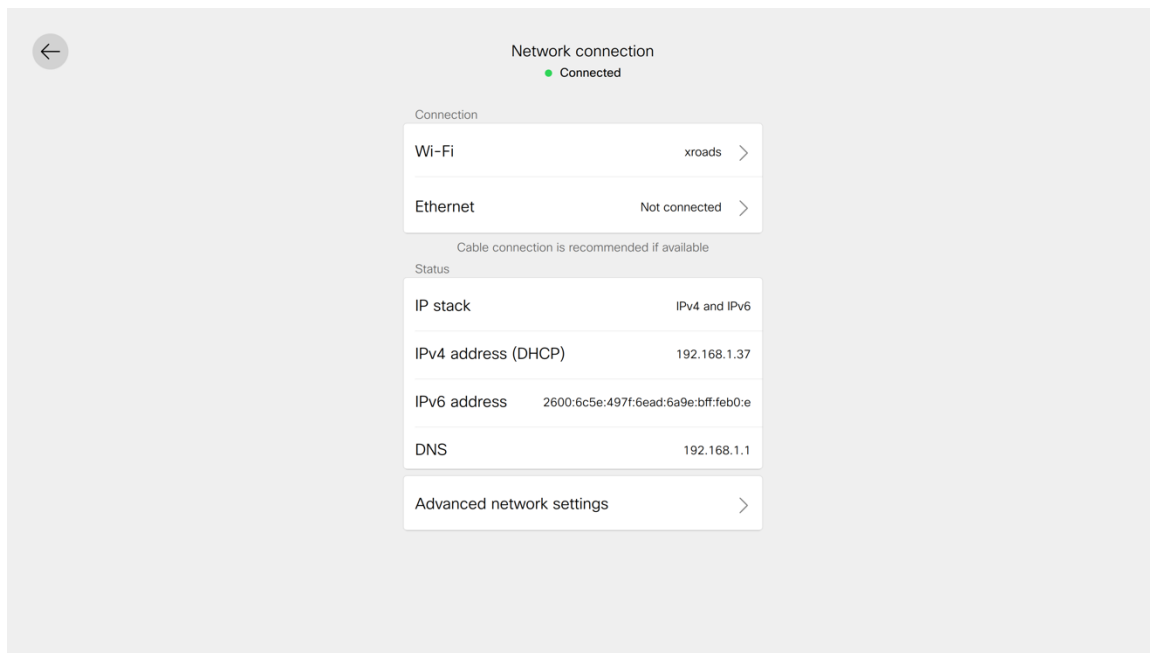 Network connection
Connected
Connection
Wi-Fi xroads
Ethernet Not connected
Cable connection is recommended if available
Status
IP stack IPv4 and IPv6
IPv4 address (DHCP) 192.168.1.37
IPv6 address 2600:6c5e:497f:6ead:6a9e:bff:feb0:e
DNS 192.168.1.1
Advanced network settings